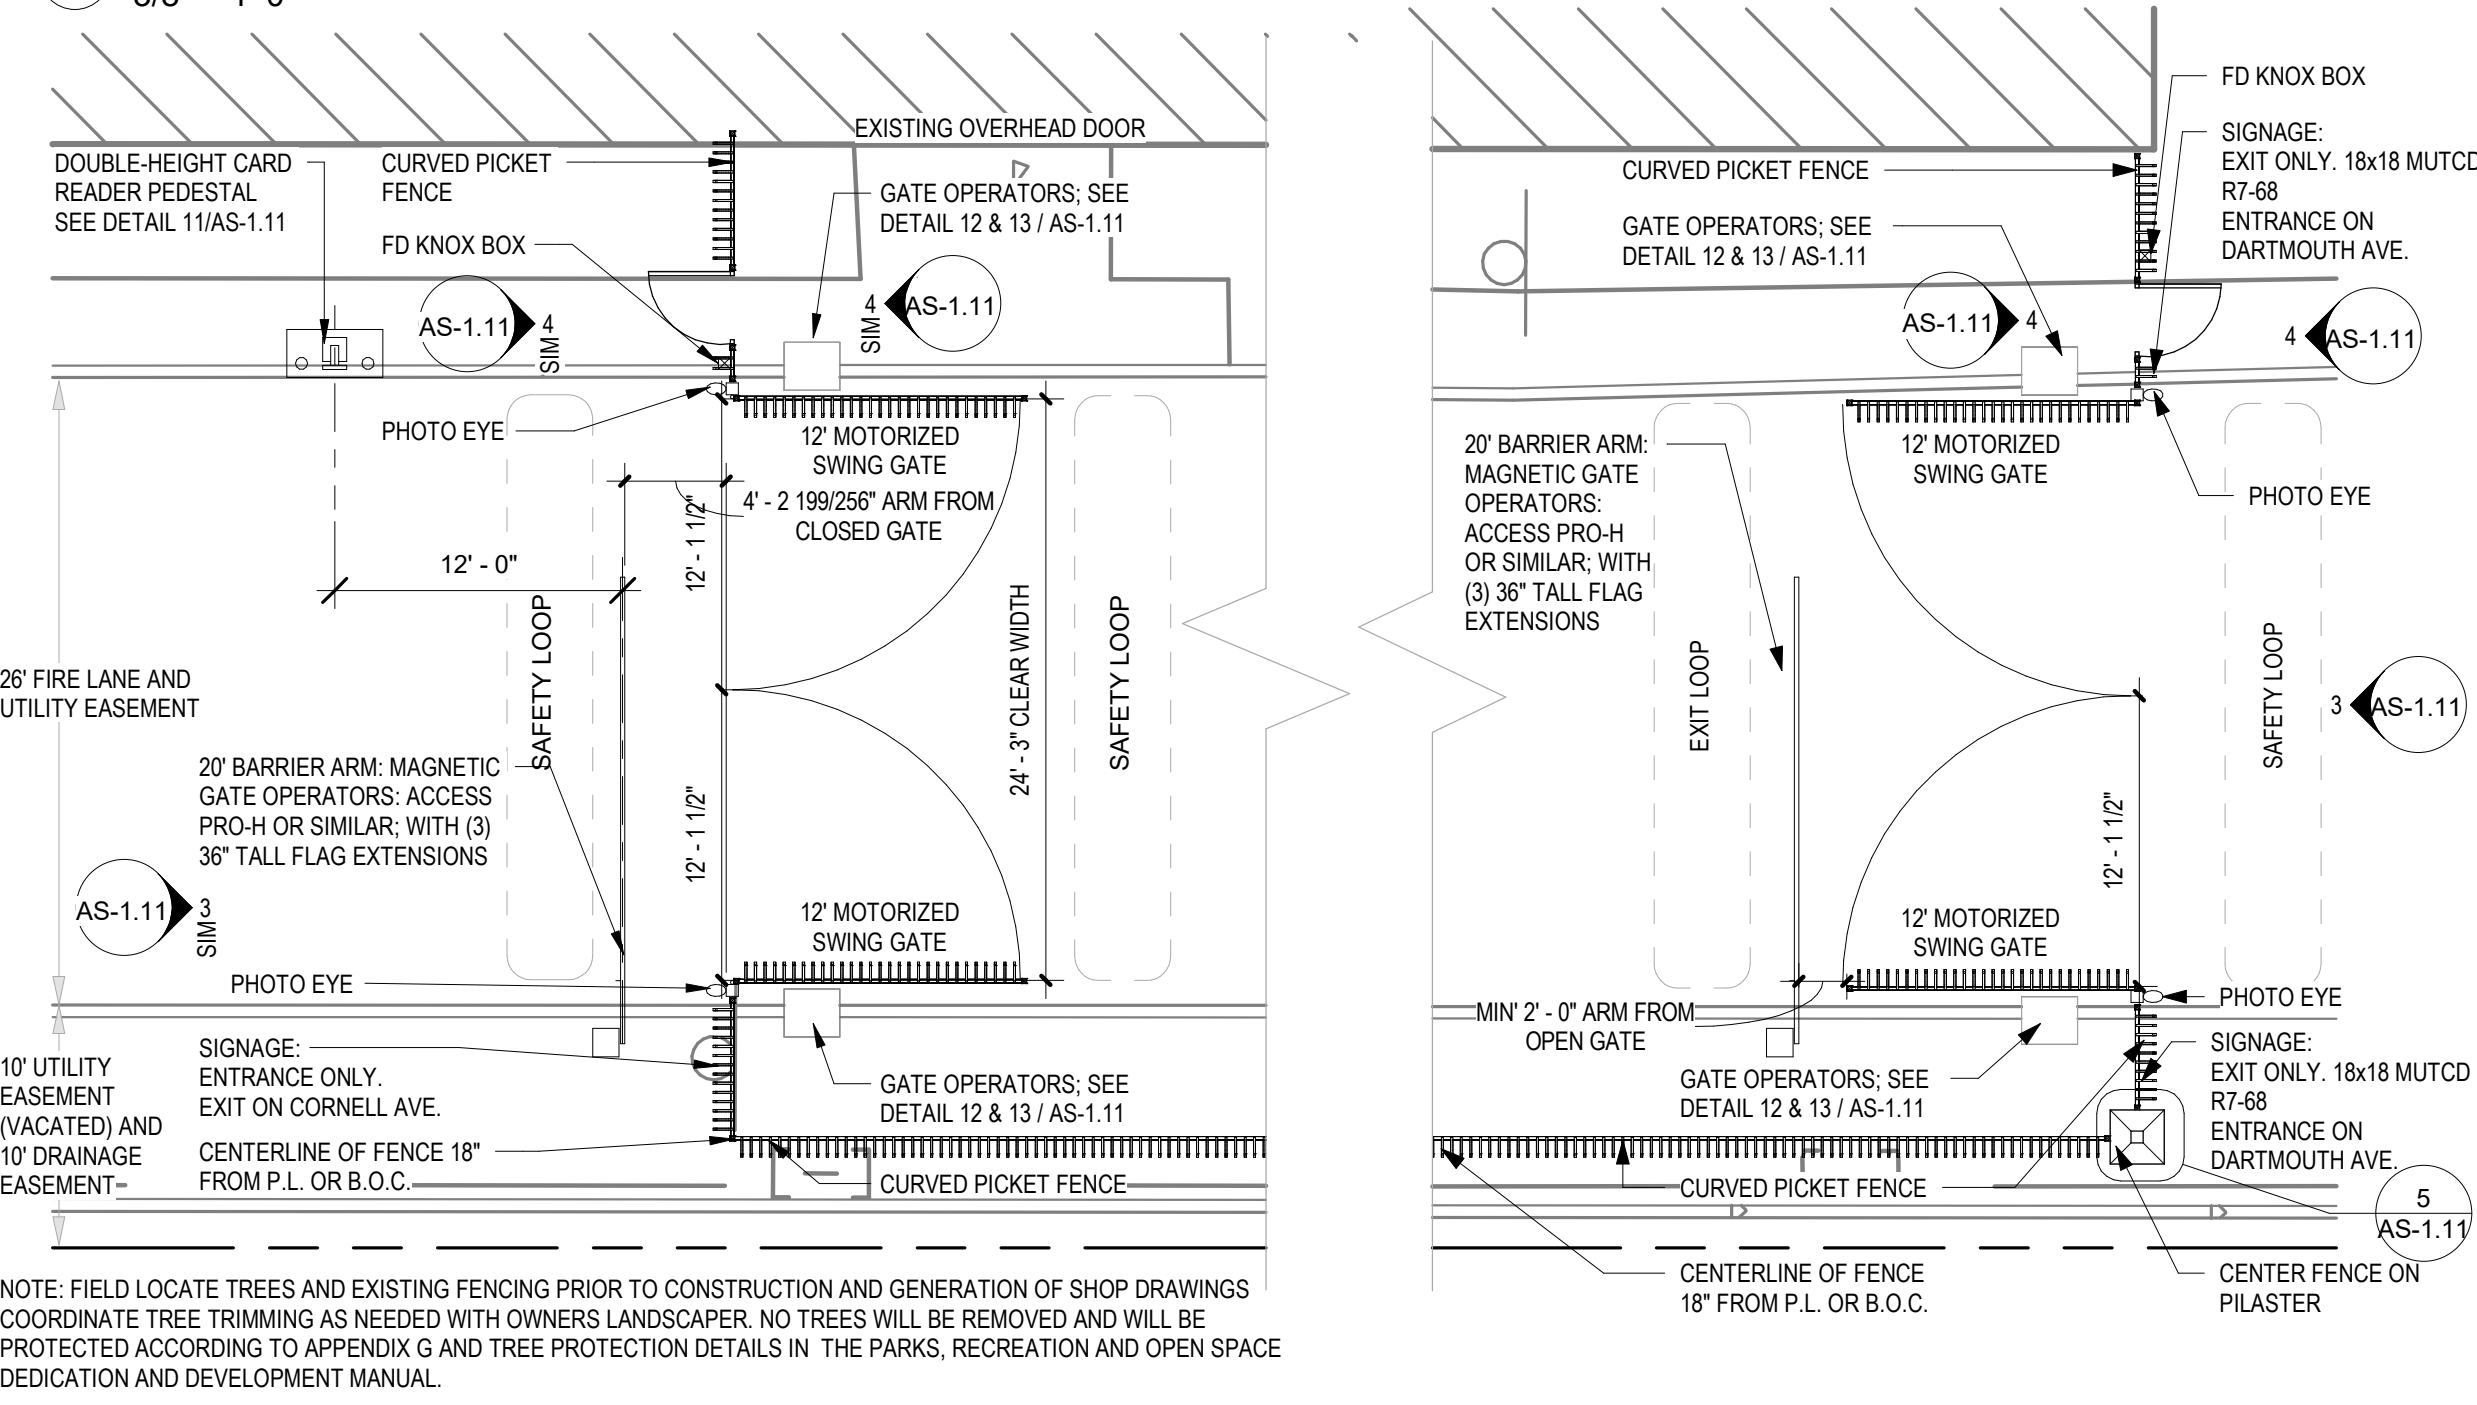 EXISTING OVERHEAD DOOR
DOUBLE-HEIGHT CARD
READER PEDESTAL
SEE DETAIL 11/AS-1.11
CURVED PICKET
FENCE
FD KNOX BOX
GATE OPERATORS; SEE
DETAIL 12 & 13 / AS-1.11
AS-1.11
4
SIM
4
SIM
AS-1.11
PHOTO EYE
12' MOTORIZED
SWING GATE
4' - 2 199/256" ARM FROM
CLOSED GATE
12' - 1 1/2"
12' - 0"
SAFETY LOOP
24' - 3" CLEAR WIDTH
SAFETY LOOP
26' FIRE LANE AND
UTILITY EASEMENT
20' BARRIER ARM: MAGNETIC
GATE OPERATORS: ACCESS
PRO-H OR SIMILAR; WITH (3)
36" TALL FLAG EXTENSIONS
12' - 1 1/2"
AS-1.11
3
SIM
12' MOTORIZED
SWING GATE
PHOTO EYE
SIGNAGE:
ENTRANCE ONLY.
EXIT ON CORNELL AVE.
GATE OPERATORS; SEE
DETAIL 12 & 13 / AS-1.11
10' UTILITY
EASEMENT
(VACATED) AND
10' DRAINAGE
EASEMENT
CENTERLINE OF FENCE 18"
FROM P.L. OR B.O.C.
CURVED PICKET FENCE
FD KNOX BOX
SIGNAGE:
EXIT ONLY. 18x18 MUTCD
R7-68
ENTRANCE ON
DARTMOUTH AVE.
CURVED PICKET FENCE
GATE OPERATORS; SEE
DETAIL 12 & 13 / AS-1.11
AS-1.11
4
4
AS-1.11
20' BARRIER ARM:
MAGNETIC GATE
OPERATORS:
ACCESS PRO-H
OR SIMILAR; WITH
(3) 36" TALL FLAG
EXTENSIONS
12' MOTORIZED
SWING GATE
PHOTO EYE
EXIT LOOP
SAFETY LOOP
3
AS-1.11
12' - 1 1/2"
12' MOTORIZED
SWING GATE
MIN' 2' - 0" ARM FROM
OPEN GATE
PHOTO EYE
GATE OPERATORS; SEE
DETAIL 12 & 13 / AS-1.11
SIGNAGE:
EXIT ONLY. 18x18 MUTCD
R7-68
ENTRANCE ON
DARTMOUTH AVE.
CURVED PICKET FENCE
5
AS-1.11
CENTERLINE OF FENCE
18" FROM P.L. OR B.O.C.
CENTER FENCE ON
PILASTER
NOTE: FIELD LOCATE TREES AND EXISTING FENCING PRIOR TO CONSTRUCTION AND GENERATION OF SHOP DRAWINGS
COORDINATE TREE TRIMMING AS NEEDED WITH OWNERS LANDSCAPER. NO TREES WILL BE REMOVED AND WILL BE
PROTECTED ACCORDING TO APPENDIX G AND TREE PROTECTION DETAILS IN THE PARKS, RECREATION AND OPEN SPACE
DEDICATION AND DEVELOPMENT MANUAL.